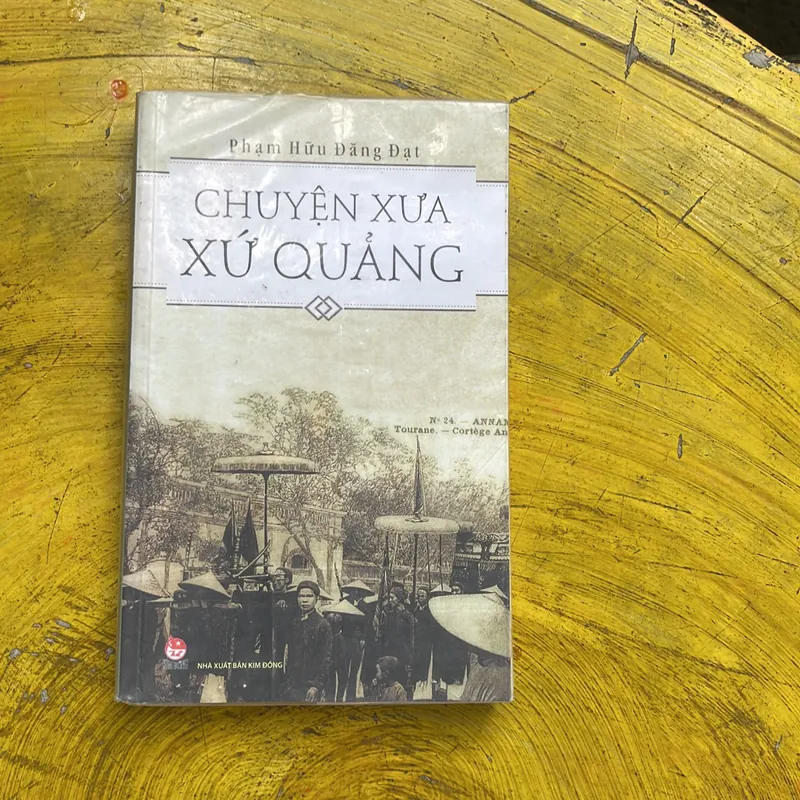 Phạm Hữu Đăng Đạt
CHUYỆN XƯA
XỨ QUẢNG
Nº 24. — ANNAM
Tourane. — Cortège An
NHÀ XUẤT BẢN KIM ĐỒNG